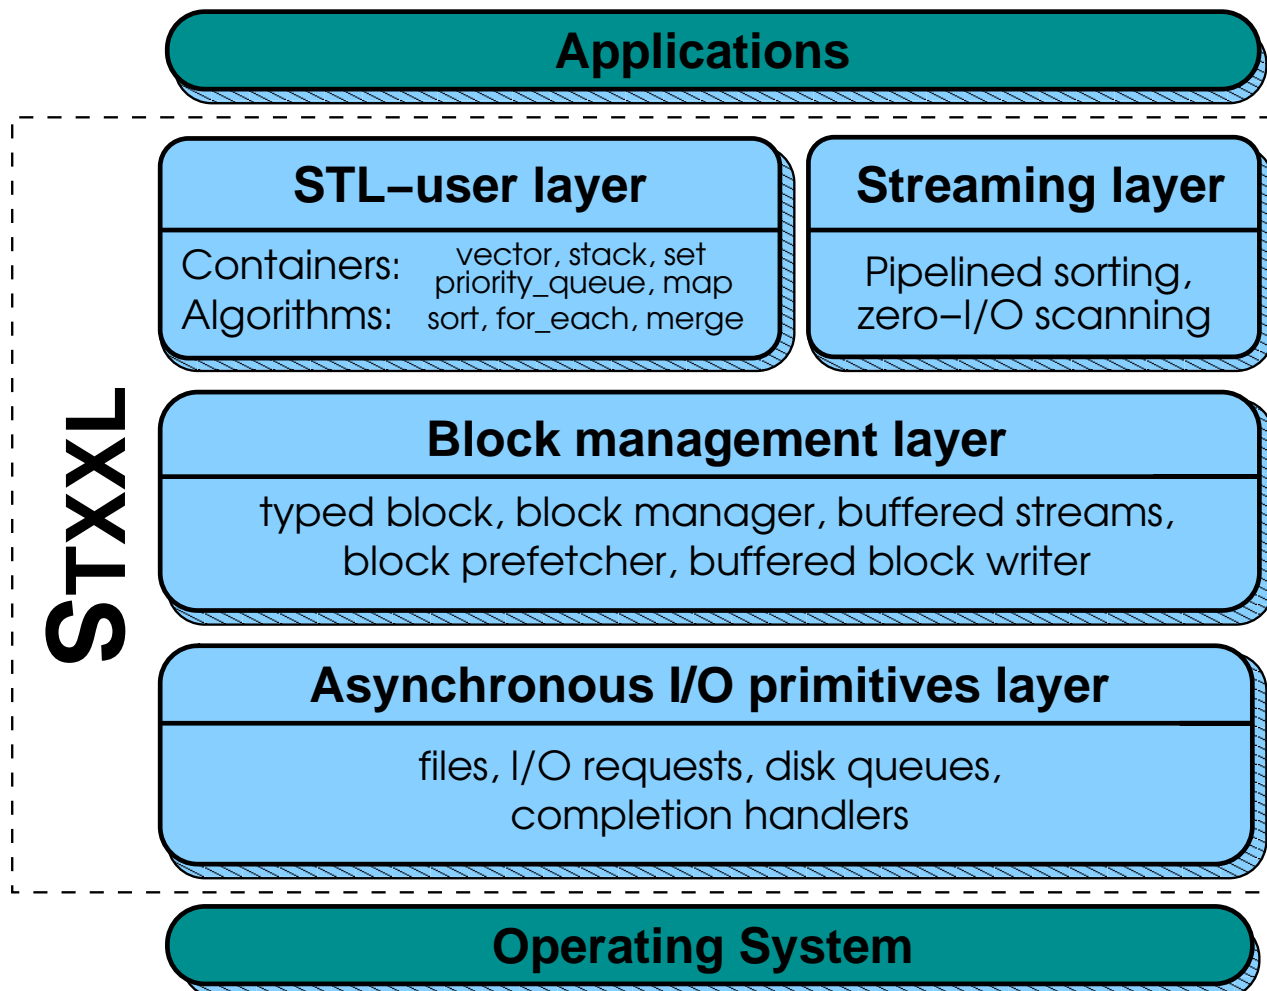 Applications
STL–user layer
Containers: vector, stack, set
priority_queue, map
Algorithms: sort, for_each, merge
Streaming layer
Pipelined sorting,
zero–I/O scanning
STXXL
Block management layer
typed block, block manager, buffered streams,
block prefetcher, buffered block writer
Asynchronous I/O primitives layer
files, I/O requests, disk queues,
completion handlers
Operating System